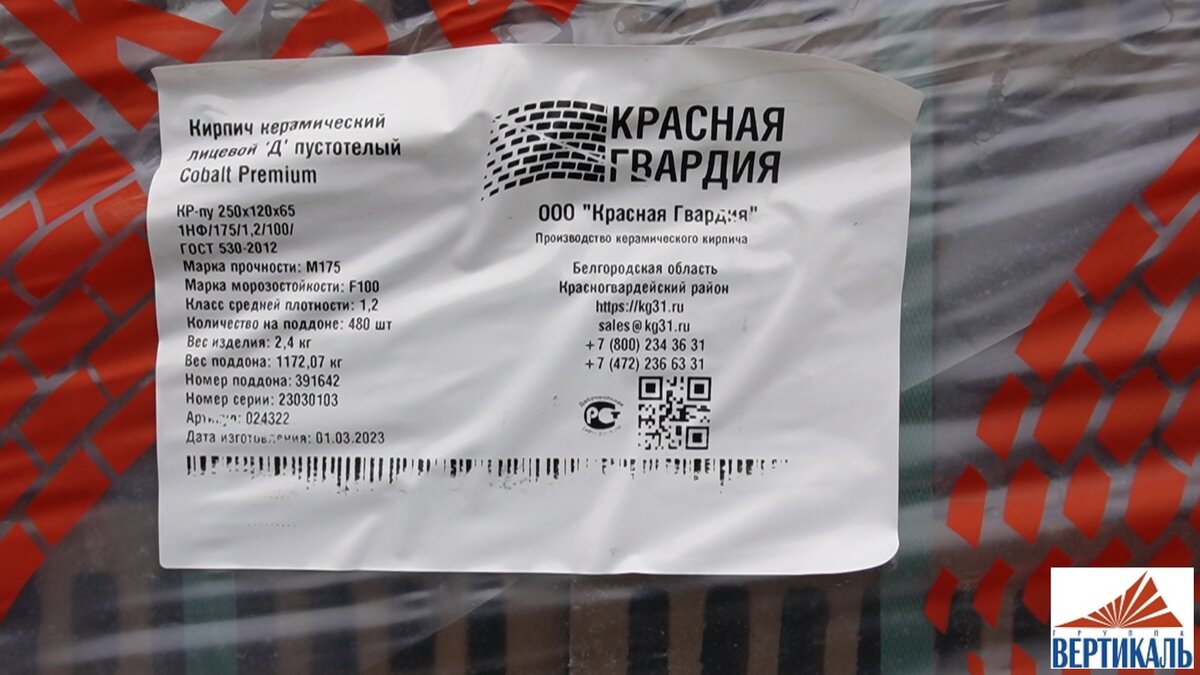 Кирпич керамический
лицевой 'Д' пустотелый
Cobalt Premium
КР-пу 250х120х65
1НФ/175/1,2/100/
ГОСТ 530-2012
Марка прочности: М175
Марка морозостойкости: F100
Класс средней плотности: 1,2
Количество на поддоне: 480 шт
Вес изделия: 2,4 кг
Вес поддона: 1172,07 кг
Номер поддона: 391642
Номер серии: 23030103
Артикул: 024322
Дата изготовления: 01.03.2023
КРАСНАЯ
ГВАРДИЯ
ООО "Красная Гвардия"
Производство керамического кирпича
Белгородская область
Красногвардейский район
https://kg31.ru
sales@kg31.ru
+7 (800) 234 36 31
+7 (472) 236 63 31
Добровольная
РСТ
ГРУППА
ВЕРТИКАЛЬ